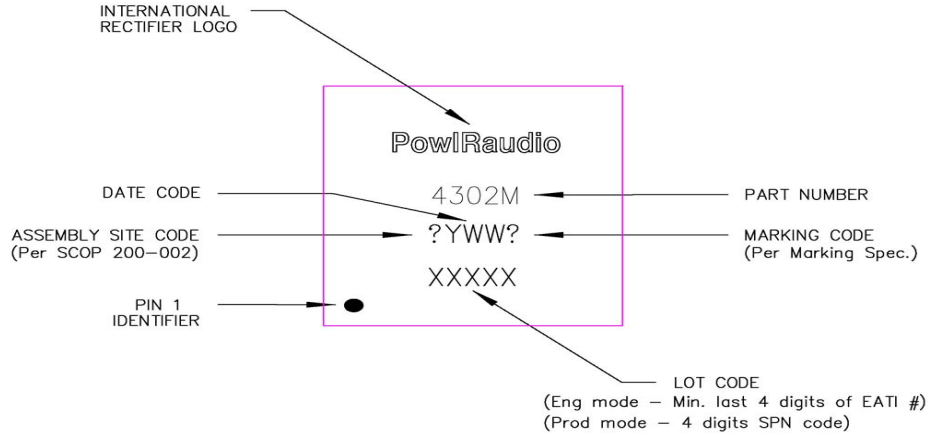 INTERNATIONAL
RECTIFIER LOGO
PowIRaudio
DATE CODE
4302M
PART NUMBER
ASSEMBLY SITE CODE
(Per SCOP 200-002)
?YWW?
MARKING CODE
(Per Marking Spec.)
XXXXX
PIN 1
IDENTIFIER
LOT CODE
(Eng mode - Min. last 4 digits of EATI #)
(Prod mode - 4 digits SPN code)